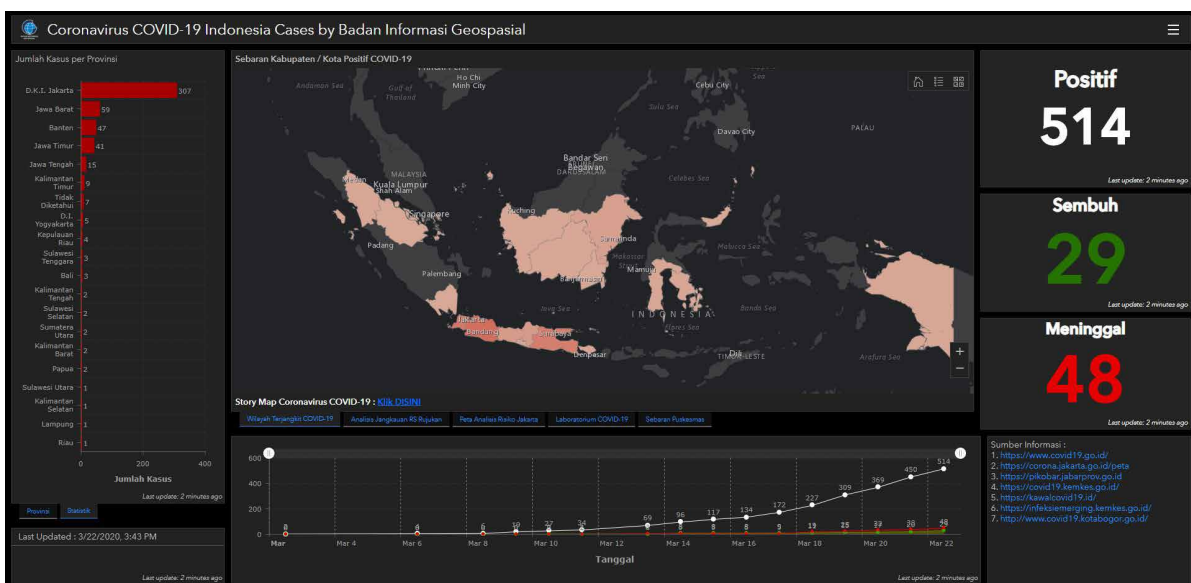 Coronavirus COVID-19 Indonesia Cases by Badan Informasi Geospasial
Jumlah Kasus per Provinsi
D.K.I. Jakarta 307
Jawa Barat 59
Banten 47
Jawa Timur 41
Jawa Tengah 15
Kalimantan
Timur 9
Tidak
Diketahui 7
D.I.
Yogyakarta 5
Kepulauan
Riau 4
Sulawesi
Tenggara 3
Bali 3
Kalimantan
Tengah 2
Sulawesi
Selatan 2
Sumatera
Utara 2
Kalimantan
Barat 2
Papua 2
Sulawesi Utara 1
Kalimantan
Selatan 1
Lampung 1
Riau 1
0 200 400
Jumlah Kasus
Last update: 2 minutes ago
Provinsi Statistik
Last Updated : 3/22/2020, 3:43 PM
Last update: 2 minutes ago
Sebaran Kabupaten / Kota Positif COVID-19
Ho Chi
Minh City
Andaman Sea
Gulf of
Thailand
Sulu Sea
Sea
Cebu City
Davao City
PALAU
Bandar Seri
Begawan
DARUSSALAM
MALAYSIA
Medan
Kuala Lumpur
Shah Alam
Singapore
Kuching
Celebes Sea
Samarinda
Padang
Palembang
Banjarmasin
Makassar
Strait
Mamuju
Molucca Sea
Java Sea
Jakarta
Bandung
Surabaya
Denpasar
INDONESIA
Flores Sea
Banda Sea
Dili
TIMOR-LESTE
Arafura Sea
+
−
Story Map Coronavirus COVID-19 : Klik DISINI
Wilayah Terjangkit COVID-19 Analisis Jangkauan RS Rujukan Peta Analisis Risiko Jakarta Laboratorium COVID-19 Sebaran Puskesmas
600
400
200
0
69 96 117 134 172 227 309 369 450 514
Mar Mar 4 Mar 6 Mar 8 Mar 10 Mar 12 Mar 14 Mar 16 Mar 18 Mar 20 Mar 22
Tanggal
Last update: 2 minutes ago
Positif
514
Last update: 2 minutes ago
Sembuh
29
Last update: 2 minutes ago
Meninggal
48
Last update: 2 minutes ago
Sumber Informasi :
1. https://www.covid19.go.id/
2. https://corona.jakarta.go.id/peta
3. https://pikobar.jabarprov.go.id
4. https://covid19.kemkes.go.id/
5. https://kawalcovid19.id/
6. https://infeksiemerging.kemkes.go.id/
7. http://www.covid19.kotabogor.go.id/